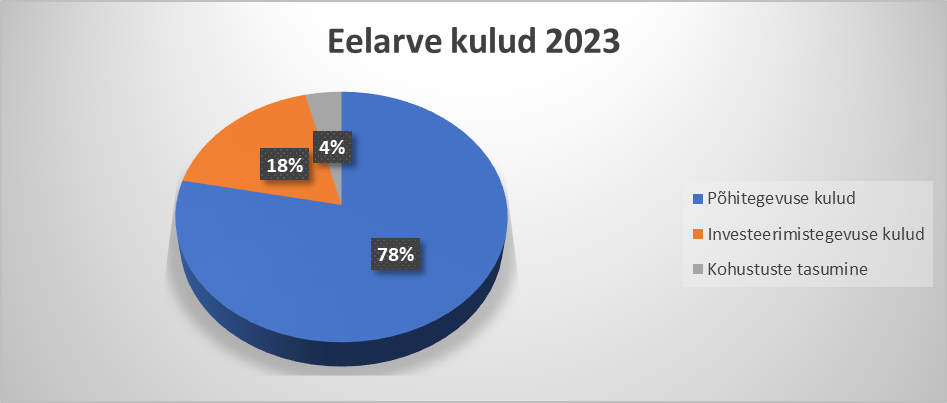 Eelarve kulud 2023
4%
18%
78%
Põhitegevuse kulud
Investeerimistegevuse kulud
Kohustuste tasumine